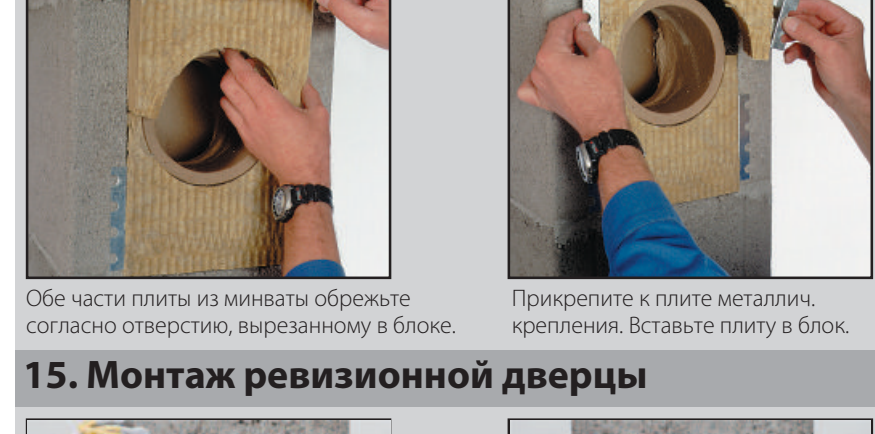 Обе части плиты из минваты обрежьте
согласно отверстию, вырезанному в блоке.
Прикрепите к плите металлич.
крепления. Вставьте плиту в блок.
15. Монтаж ревизионной дверцы